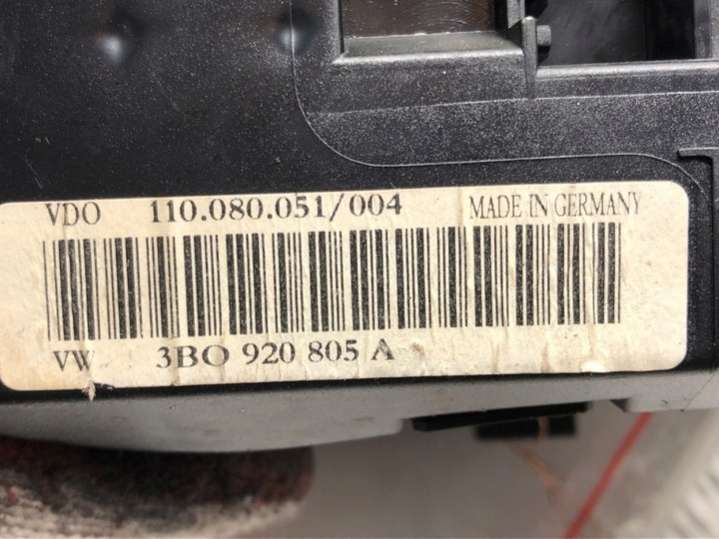 VDO 110.080.051/004 MADE IN GERMANY
VW 3BO 920 805 A